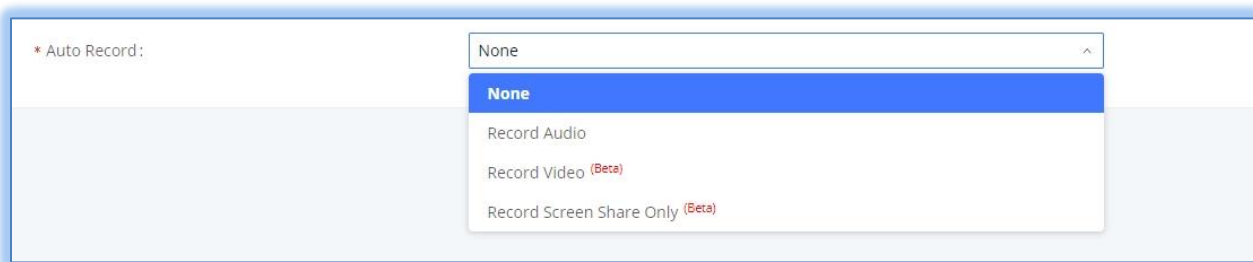 * Auto Record: None
None
Record Audio
Record Video (Beta)
Record Screen Share Only (Beta)